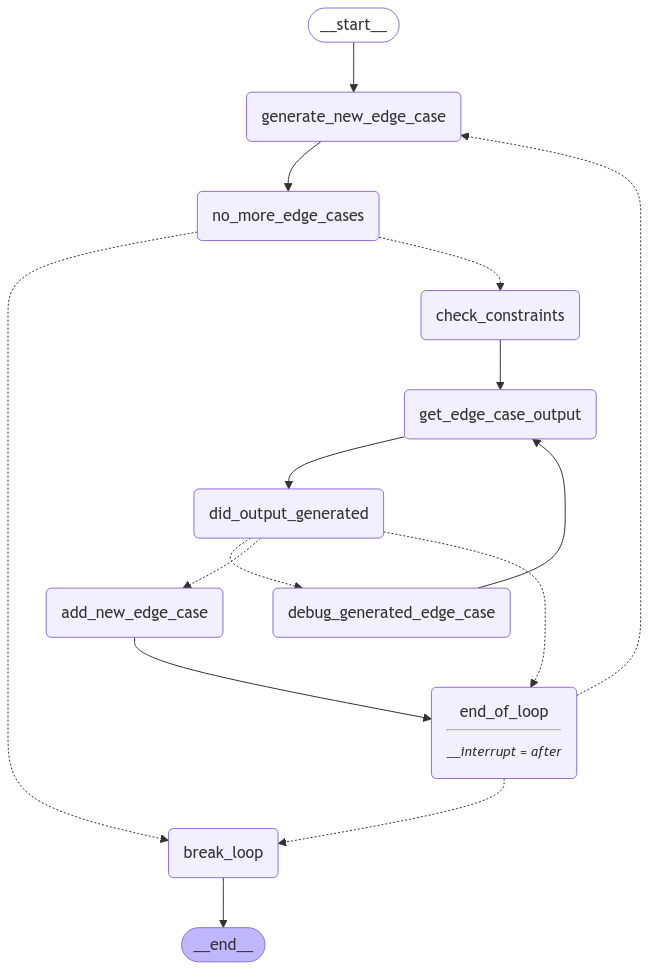 __start__
generate_new_edge_case
no_more_edge_cases
check_constraints
get_edge_case_output
did_output_generated
add_new_edge_case
debug_generated_edge_case
end_of_loop
__interrupt = after
break_loop
__end__